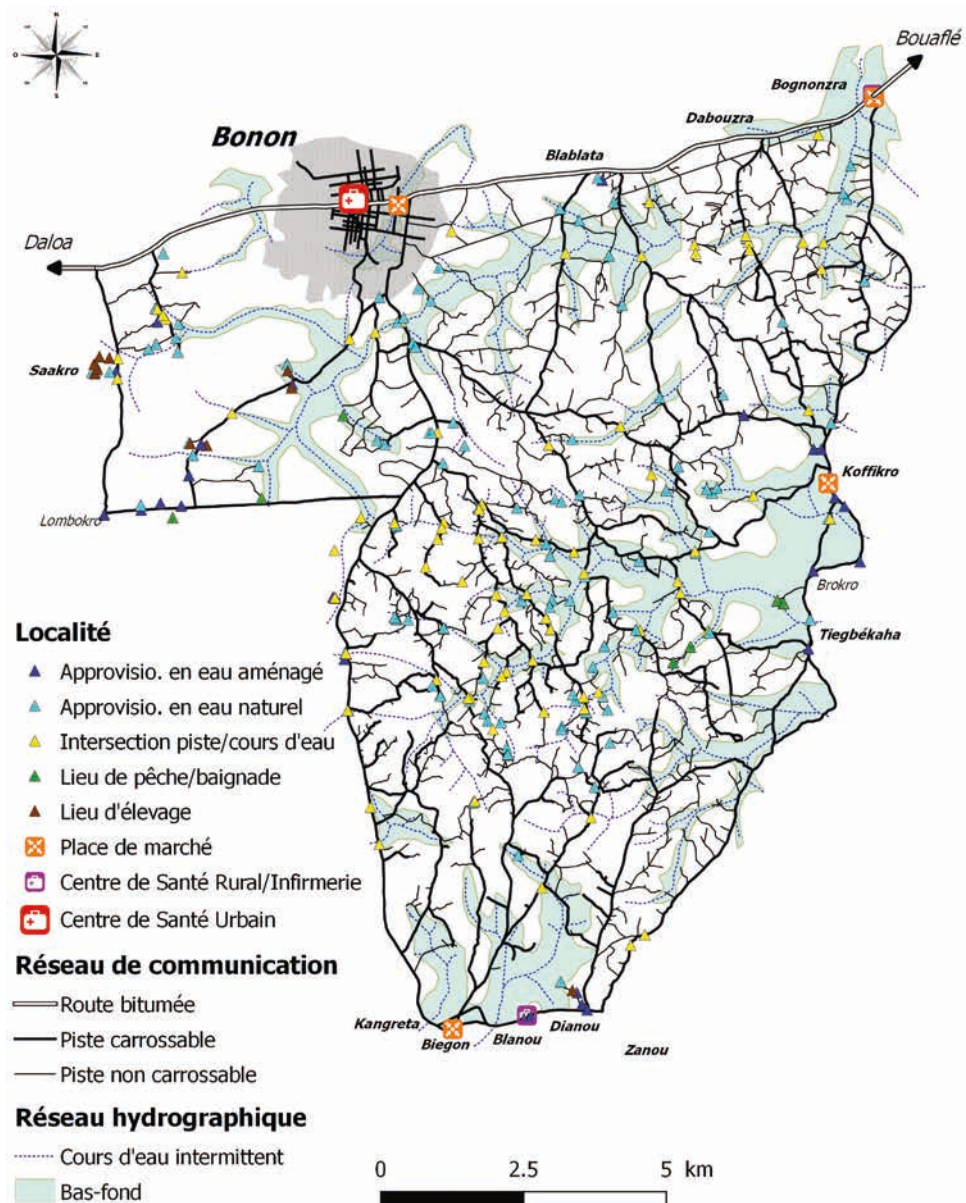 Bouaflé
Bognonzra
Dabouzra
Bonon
Blablata
Daloa
Saakro
Koffikro
Lombokro
Brokro
Tiegbékaha
Localité
Approvisio. en eau aménagé
Approvisio. en eau naturel
Intersection piste/cours d'eau
Lieu de pêche/baignade
Lieu d'élevage
Place de marché
Centre de Santé Rural/Infirmerie
Centre de Santé Urbain
Réseau de communication
Route bitumée
Piste carrossable
Piste non carrossable
Réseau hydrographique
Cours d'eau intermittent
Bas-fond
Kangreta
Biegon
Blanou
Dianou
Zanou
0 2.5 5 km